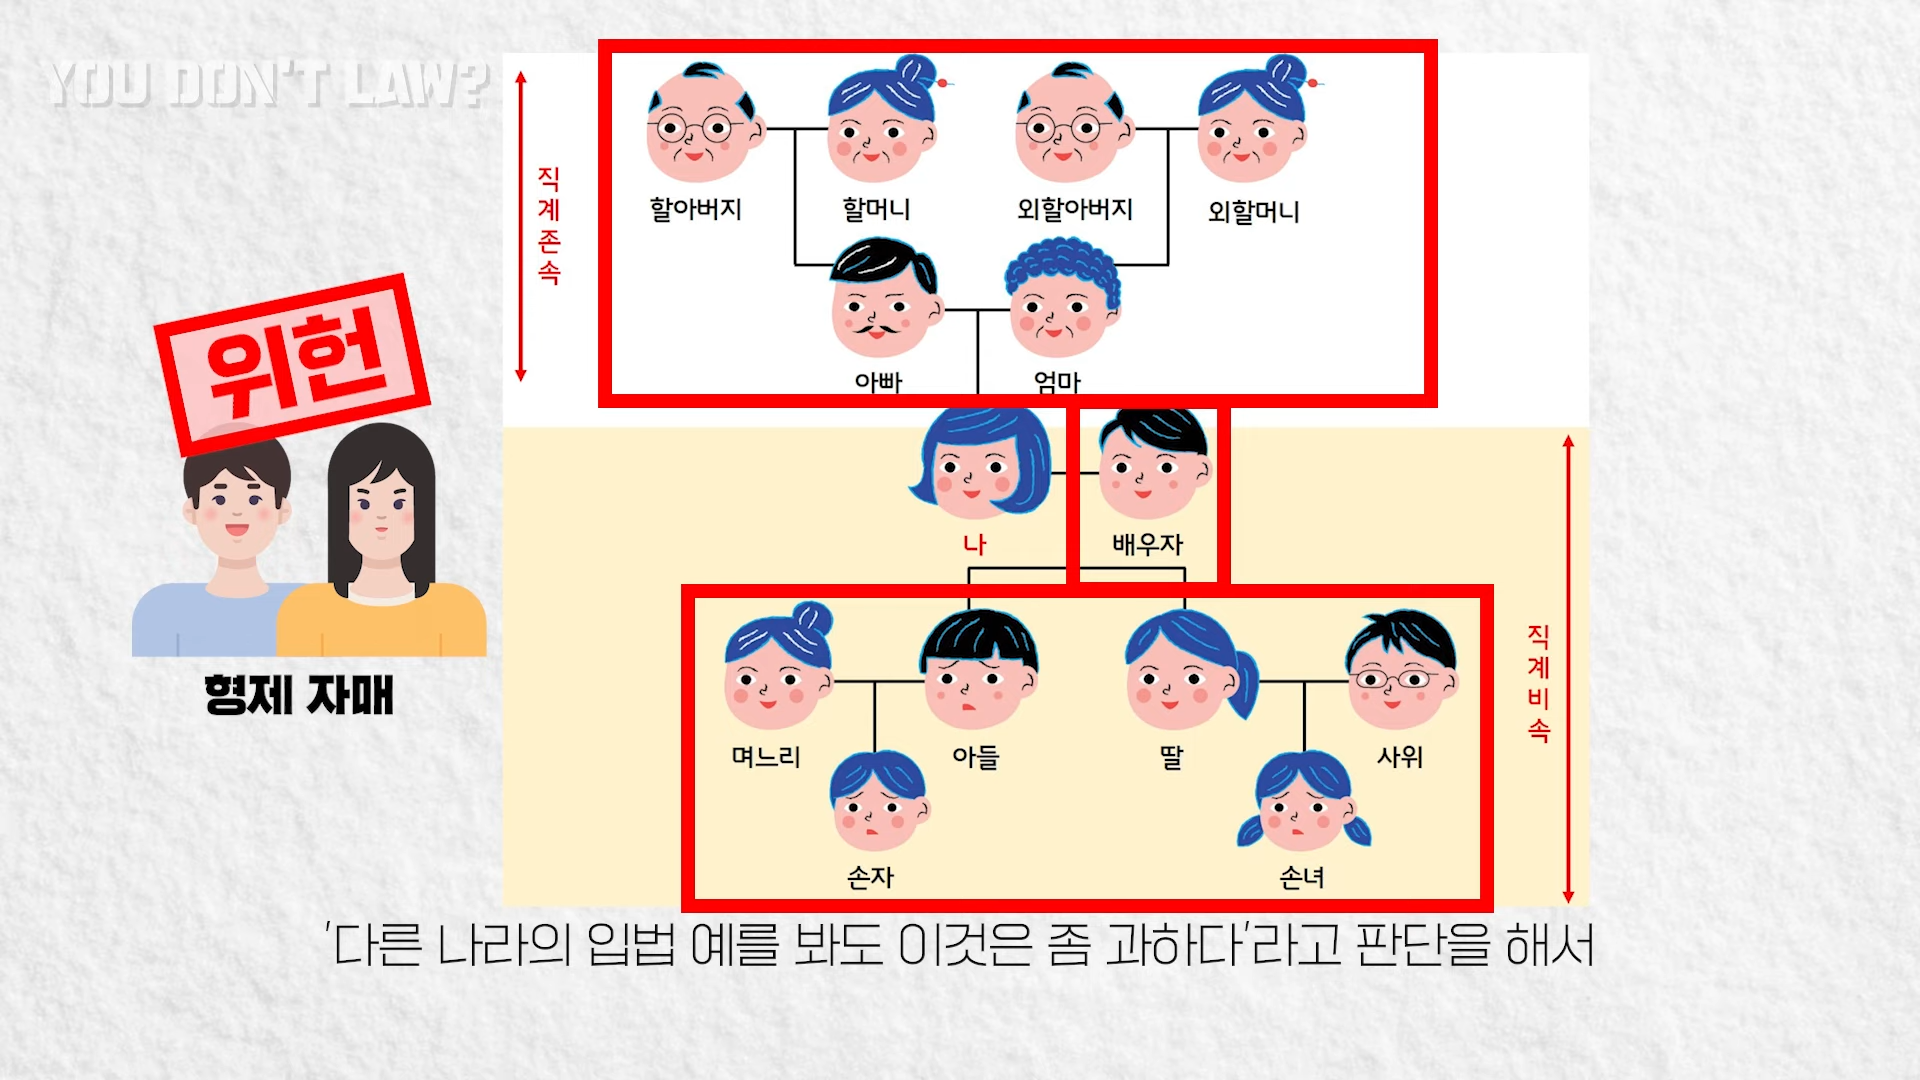 YOU DON'T LAW?
직계존속
할아버지 할머니 외할아버지 외할머니
아빠 엄마
위헌
형제 자매
나 배우자
직계비속
며느리 아들 딸 사위
손자 손녀
'다른 나라의 입법 예를 봐도 이것은 좀 과하다'라고 판단을 해서